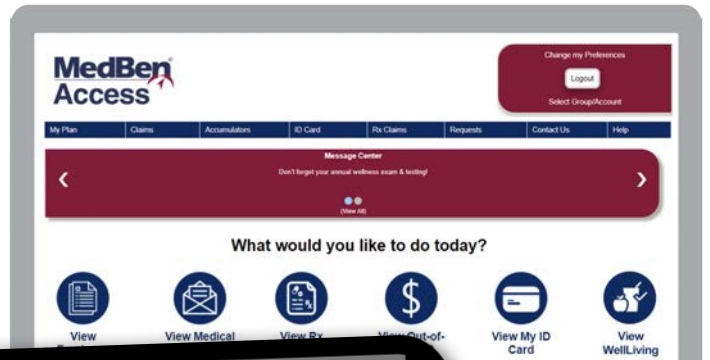 MedBen
Access
Change my Preferences
Logout
Select Group/Account
My Plan Claims Accumulators ID Card Rx Claims Requests Contact Us Help
Message Center
Don't forget your annual wellness exam & testing!
(View All)
What would you like to do today?
View View Medical View Rx View Out-of- View My ID View
Card WellLiving